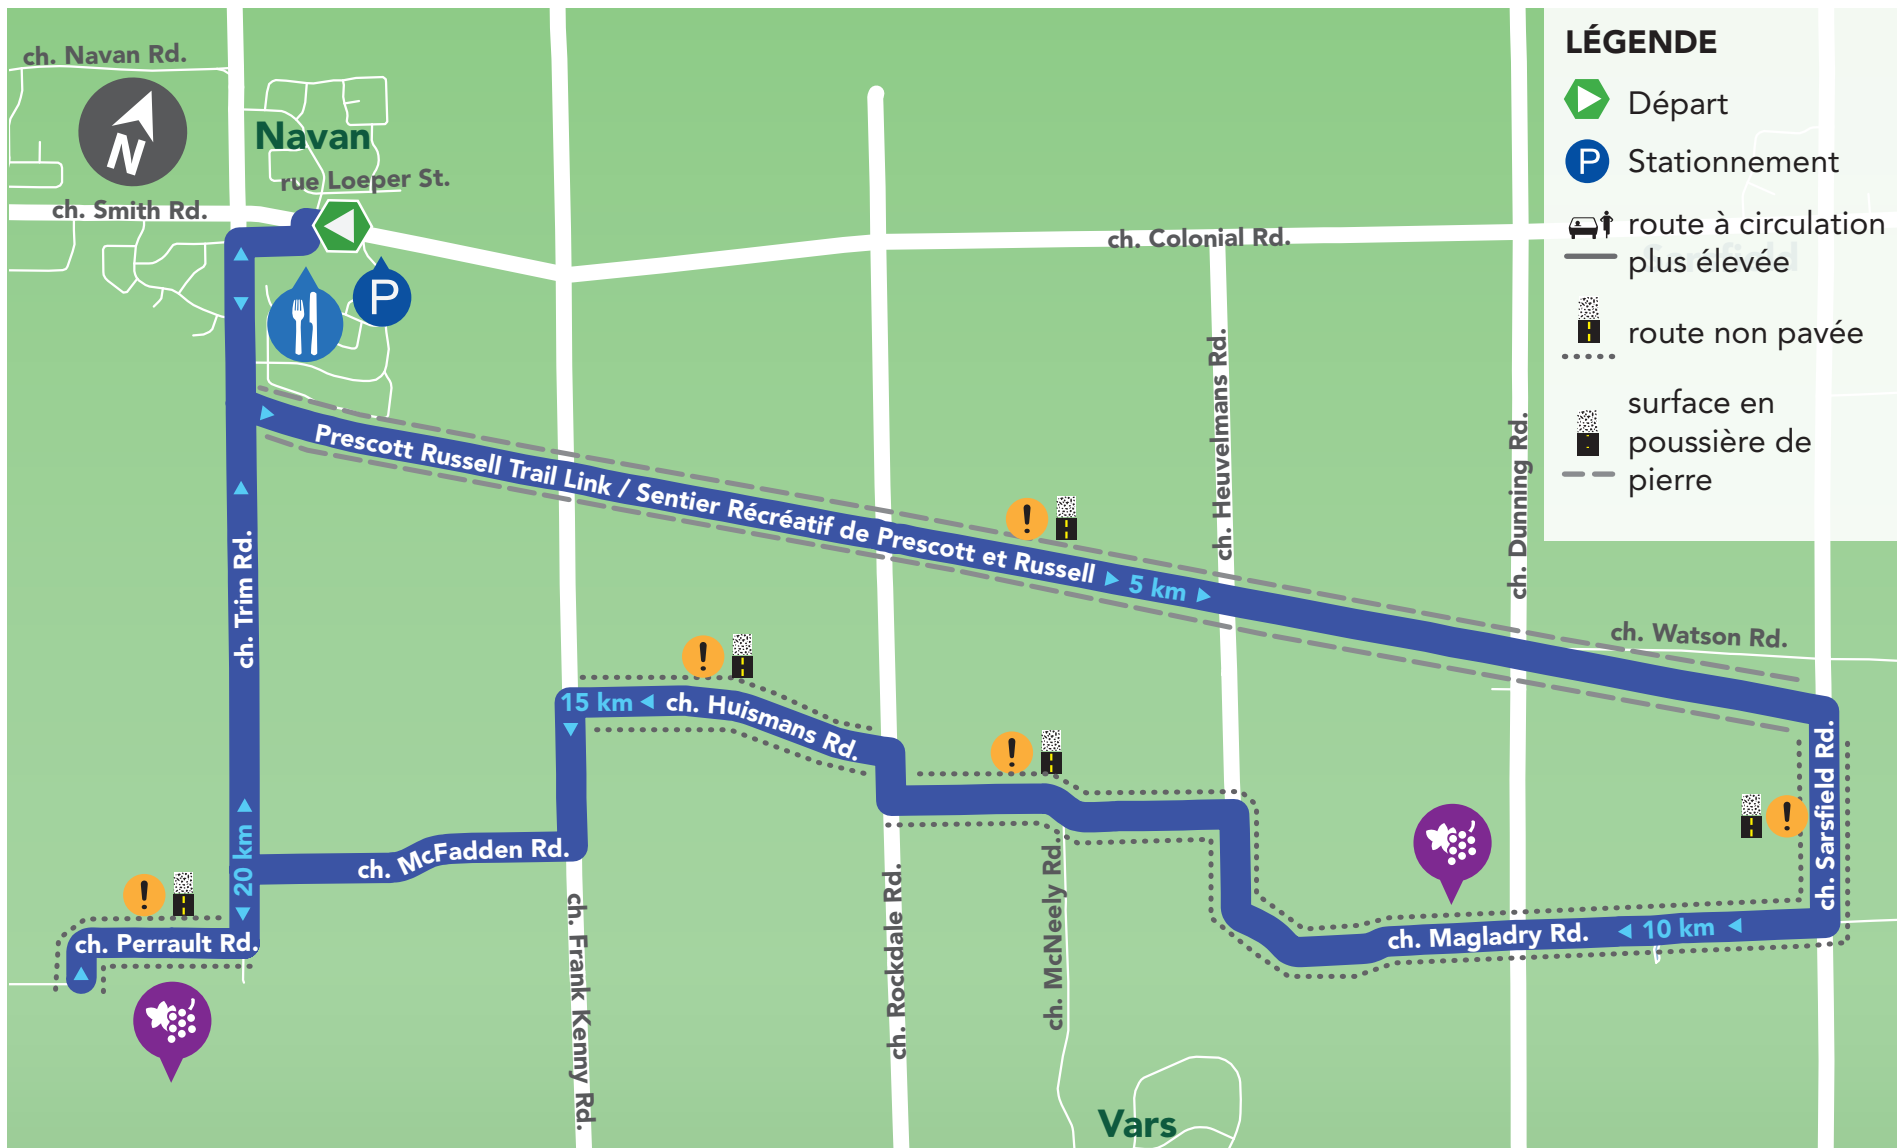 ch. Navan Rd.
N
Navan
rue Loeper St.
ch. Smith Rd.
P
ch. Colonial Rd.
LÉGENDE
Départ
P
Stationnement
route à circulation
plus élevée
route non pavée
surface en
poussière de
pierre
ch. Heuvelmans Rd.
ch. Dunning Rd.
Prescott Russell Trail Link / Sentier Récréatif de Prescott et Russell
5 km
ch. Trim Rd.
ch. Watson Rd.
!
!
15 km
ch. Huismans Rd.
!
!
ch. Sarsfield Rd.
ch. McFadden Rd.
20 km
!
ch. Perrault Rd.
ch. Frank Kenny Rd.
ch. Rockdale Rd.
ch. McNeely Rd.
ch. Magladry Rd.
10 km
Vars